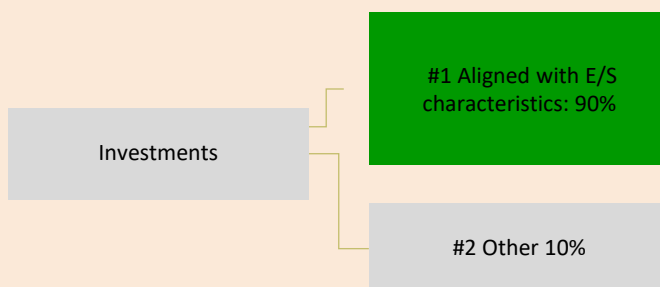 #1 Aligned with E/S
characteristics: 90%
Investments
#2 Other 10%